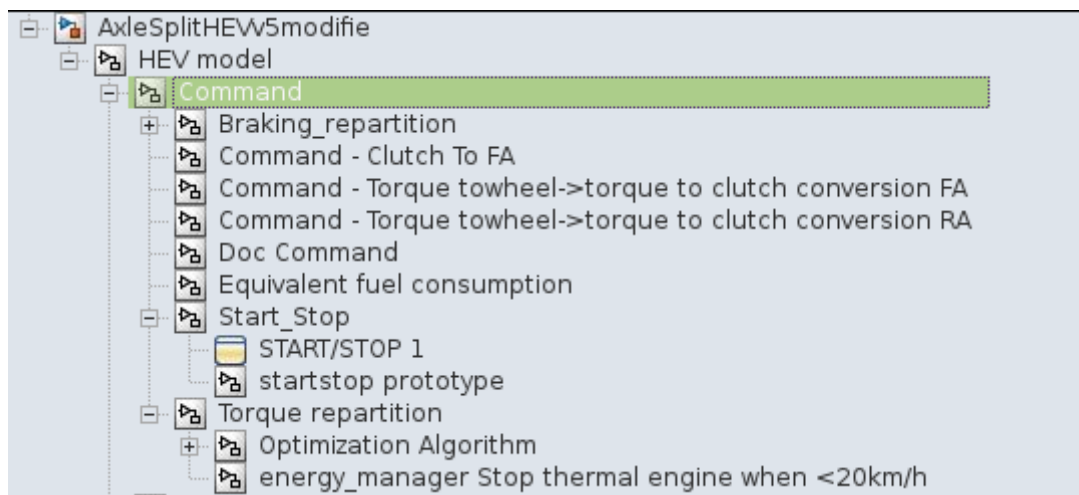 AxleSplitHEVv5modifie
HEV model
Command
Braking_repartition
Command - Clutch To FA
Command - Torque towheel->torque to clutch conversion FA
Command - Torque towheel->torque to clutch conversion RA
Doc Command
Equivalent fuel consumption
Start_Stop
START/STOP 1
startstop prototype
Torque repartition
Optimization Algorithm
energy_manager Stop thermal engine when <20km/h